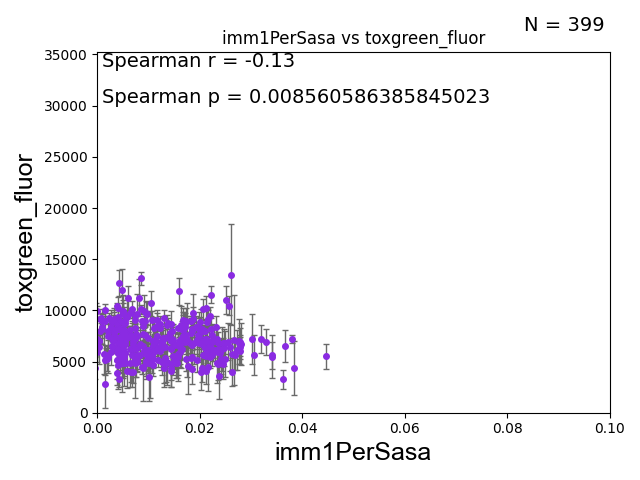 N = 399
imm1PerSasa vs toxgreen_fluor
Spearman r = -0.13
Spearman p = 0.008560586385845023
toxgreen_fluor
35000
30000
25000
20000
15000
10000
5000
0
0.00 0.02 0.04 0.06 0.08 0.10
imm1PerSasa